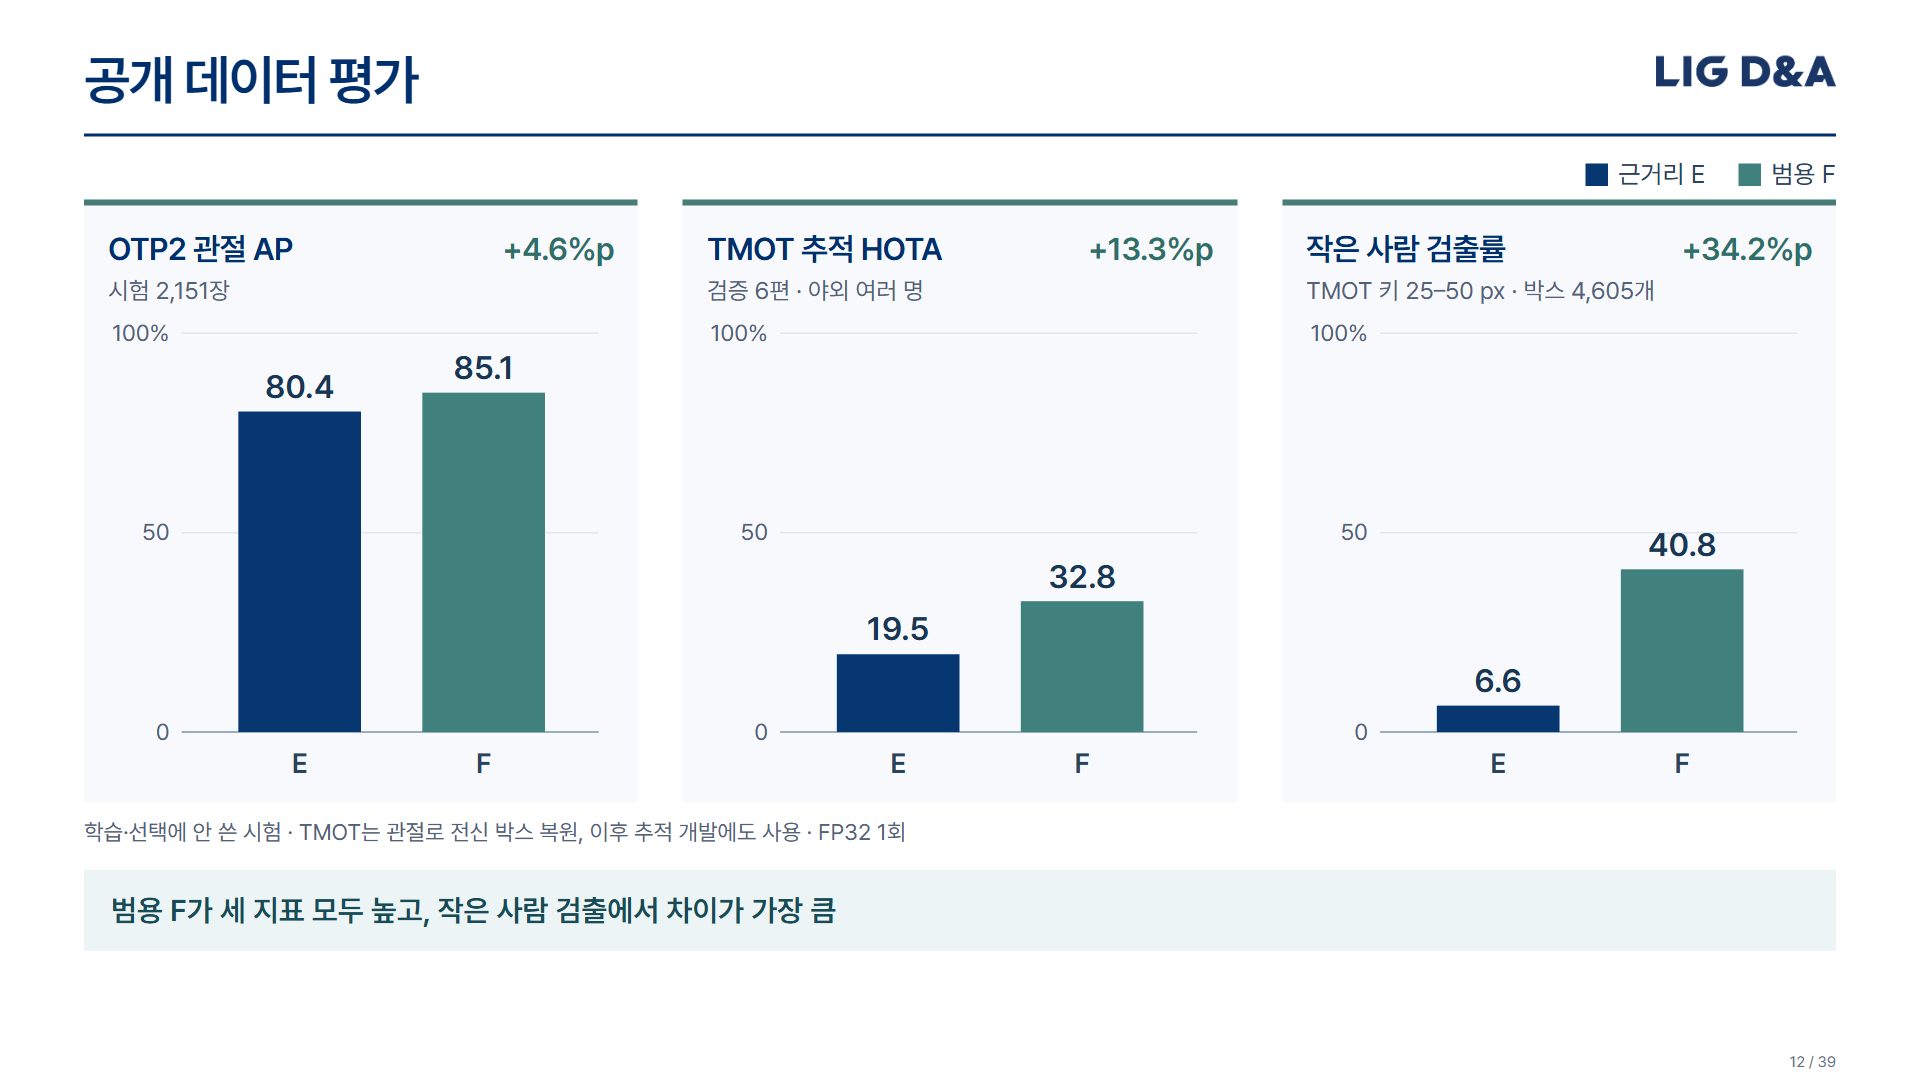 공개 데이터 평가
LIG D&A
근거리 E
범용 F
OTP2 관절 AP
+4.6%p
시험 2,151장
100%
50
0
80.4
85.1
E
F
TMOT 추적 HOTA
+13.3%p
검증 6편 · 야외 여러 명
100%
50
0
19.5
32.8
E
F
작은 사람 검출률
+34.2%p
TMOT 키 25–50 px · 박스 4,605개
100%
50
0
6.6
40.8
E
F
학습·선택에 안 쓴 시험 · TMOT는 관절로 전신 박스 복원, 이후 추적 개발에도 사용 · FP32 1회
범용 F가 세 지표 모두 높고, 작은 사람 검출에서 차이가 가장 큼
12 / 39